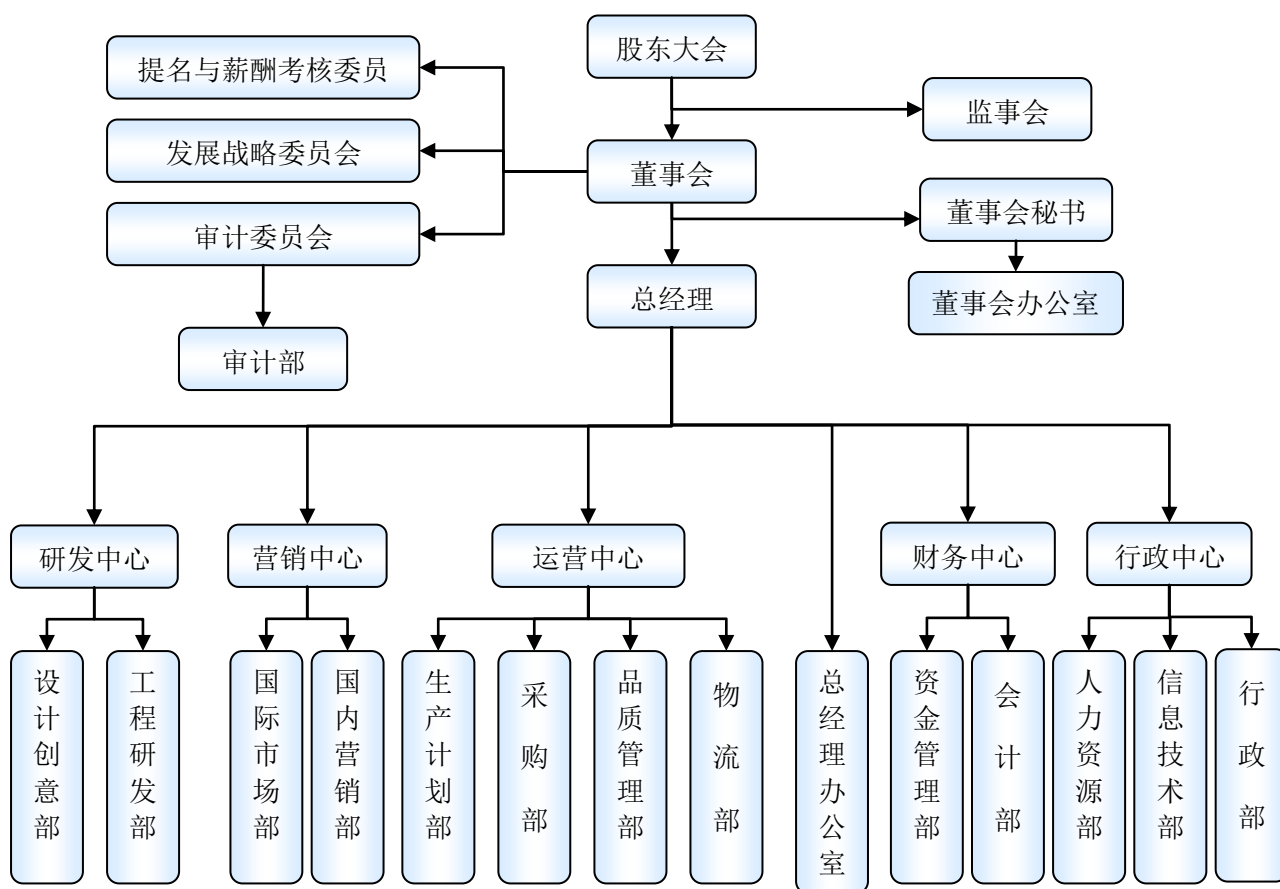 股东大会
提名与薪酬考核委员
监事会
发展战略委员会
董事会
董事会秘书
审计委员会
总经理
董事会办公室
审计部
研发中心
营销中心
运营中心
财务中心
行政中心
设计创意部
工程研发部
国际市场部
国内营销部
生产计划部
采购部
品质管理部
物流部
总经理办公室
资金管理部
会计部
人力资源部
信息技术部
行政部